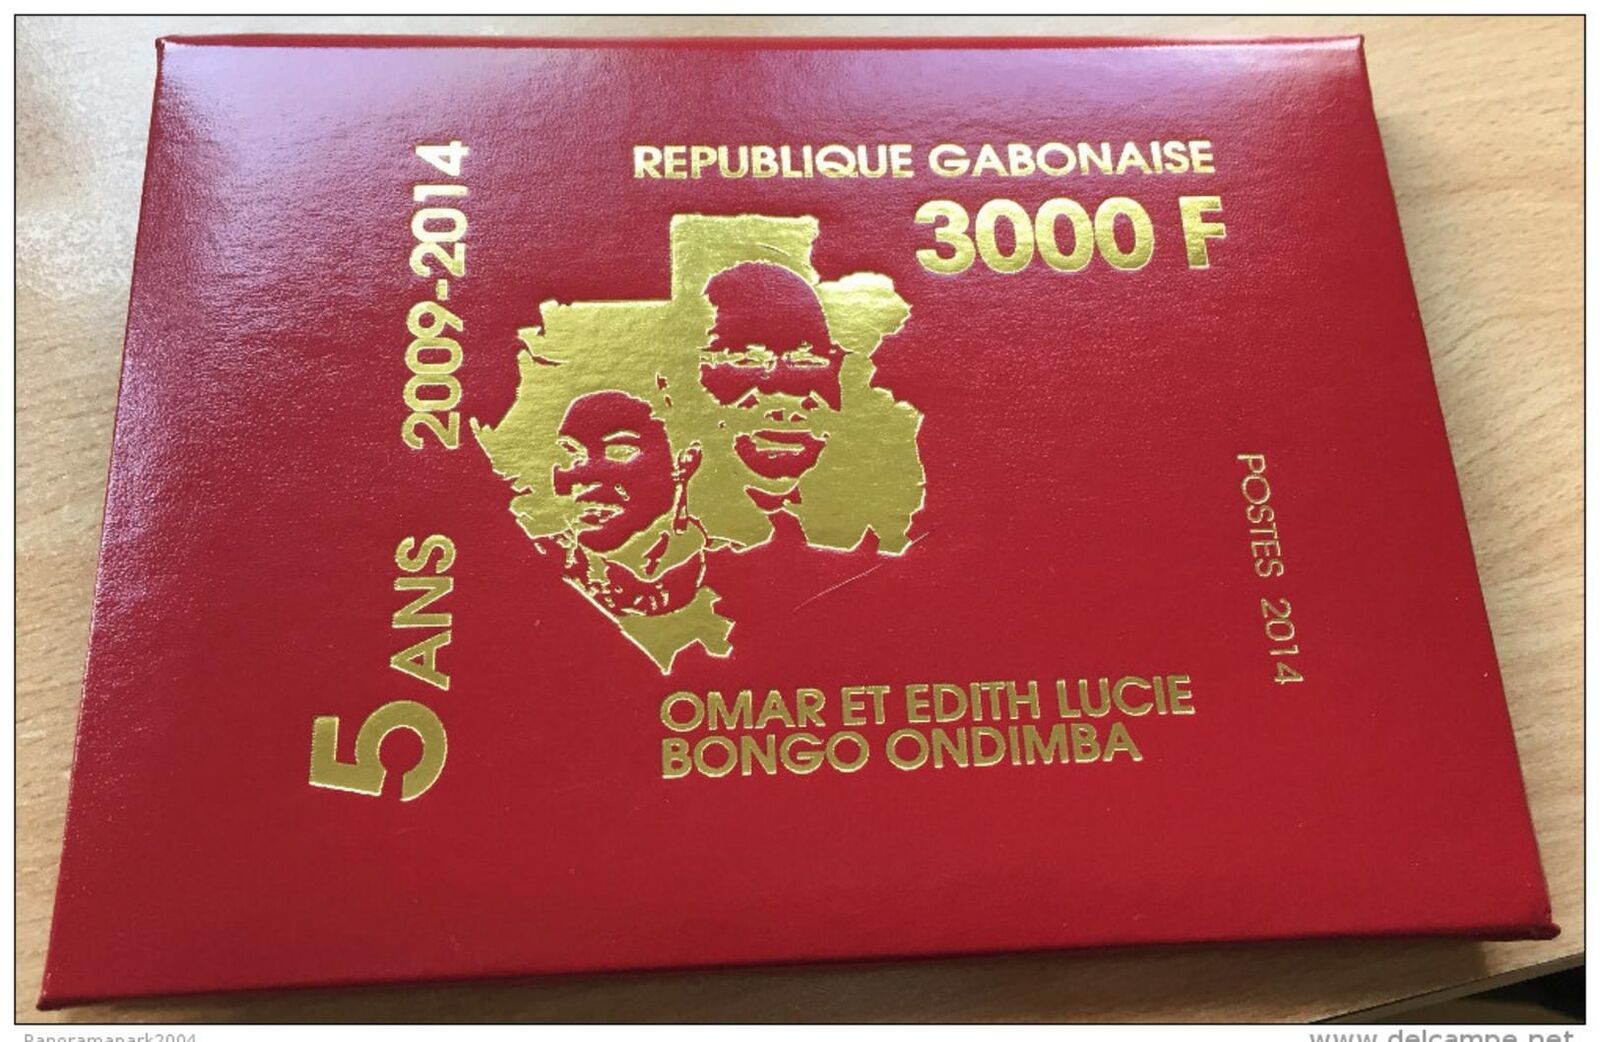 REPUBLIQUE GABONAISE
3000 F
5 ANS 2009-2014
POSTES 2014
OMAR ET EDITH LUCIE
BONGO ONDIMBA
Panoramapark2004
www.delcampe.net